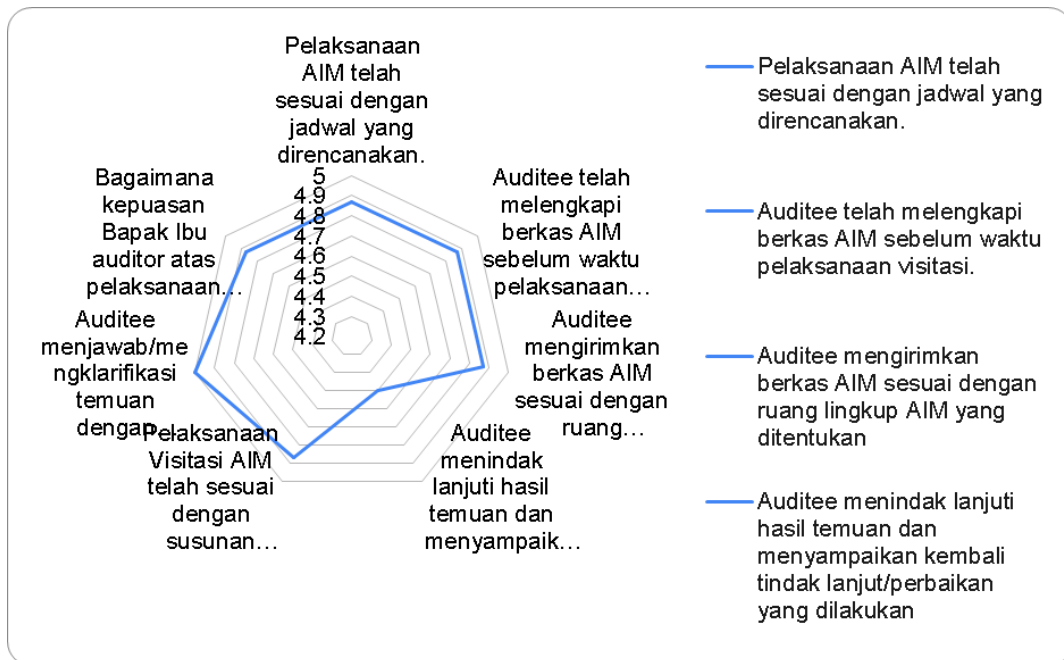 Pelaksanaan
AIM telah
sesuai dengan
jadwal yang
direncanakan.
5
4.9
4.8
4.7
4.6
4.5
4.4
4.3
4.2
Auditee telah
melengkapi
berkas AIM
sebelum waktu
pelaksanaan…
Auditee
mengirimkan
berkas AIM
sesuai dengan
ruang…
Auditee
menindak
lanjuti hasil
temuan dan
menyampaik…
Pelaksanaan
Visitasi AIM
telah sesuai
dengan
susunan…
Auditee
menjawab/me
ngklarifikasi
temuan
dengan
Bagaimana
kepuasan
Bapak Ibu
auditor atas
pelaksanaan…
Pelaksanaan AIM telah
sesuai dengan jadwal yang
direncanakan.
Auditee telah melengkapi
berkas AIM sebelum waktu
pelaksanaan visitasi.
Auditee mengirimkan
berkas AIM sesuai dengan
ruang lingkup AIM yang
ditentukan
Auditee menindak lanjuti
hasil temuan dan
menyampaikan kembali
tindak lanjut/perbaikan
yang dilakukan